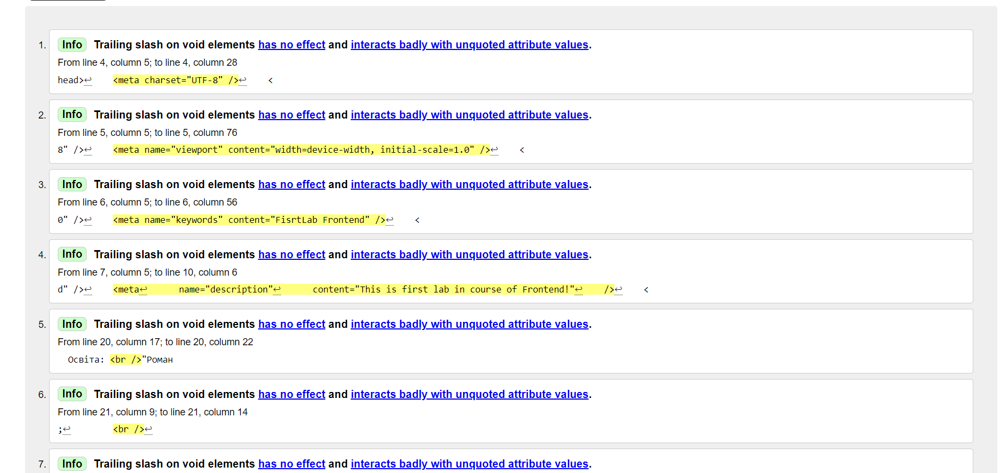 1. Info Trailing slash on void elements has no effect and interacts badly with unquoted attribute values.
From line 4, column 5; to line 4, column 28
head>↩    <meta charset="UTF-8" />↩    <
2. Info Trailing slash on void elements has no effect and interacts badly with unquoted attribute values.
From line 5, column 5; to line 5, column 76
8" />↩    <meta name="viewport" content="width=device-width, initial-scale=1.0" />↩    <
3. Info Trailing slash on void elements has no effect and interacts badly with unquoted attribute values.
From line 6, column 5; to line 6, column 56
0" />↩    <meta name="keywords" content="FisrtLab Frontend" />↩    <
4. Info Trailing slash on void elements has no effect and interacts badly with unquoted attribute values.
From line 7, column 5; to line 10, column 6
d" />↩    <meta↩      name="description"↩      content="This is first lab in course of Frontend!"↩    />↩    <
5. Info Trailing slash on void elements has no effect and interacts badly with unquoted attribute values.
From line 20, column 17; to line 20, column 22
Освіта: <br />"Роман
6. Info Trailing slash on void elements has no effect and interacts badly with unquoted attribute values.
From line 21, column 9; to line 21, column 14
;↩        <br />↩
7. Info Trailing slash on void elements has no effect and interacts badly with unquoted attribute values.